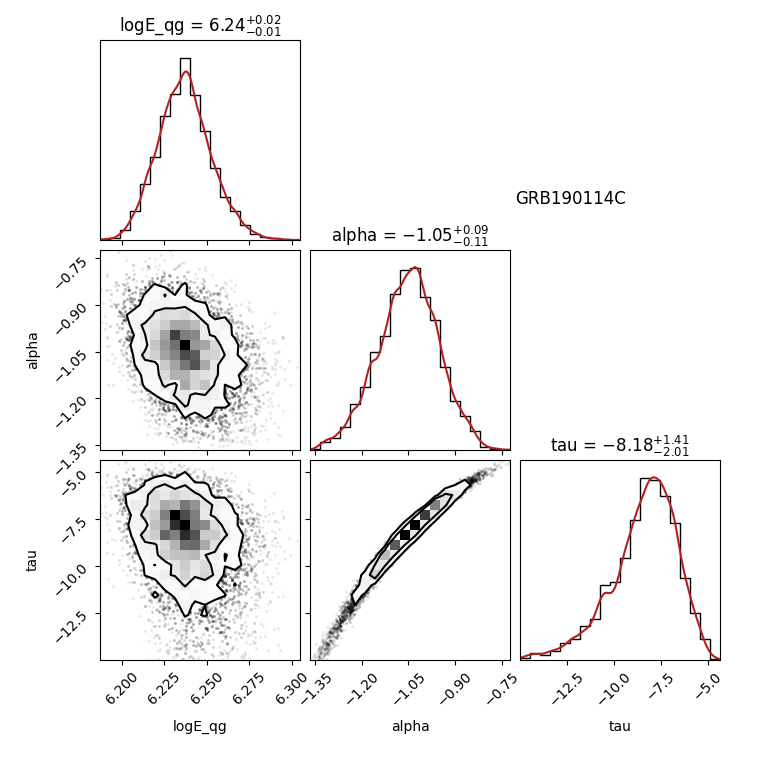 logE_qg = 6.24+0.02−0.01
GRB190114C
alpha = −1.05+0.09−0.11
−0.75
−0.90
−1.05
−1.20
−1.35
alpha
tau = −8.18+1.41−2.01
−5.0
−7.5
−10.0
−12.5
tau
6.200 6.225 6.250 6.275 6.300 −1.35 −1.20 −1.05 −0.90 −0.75 −12.5 −10.0 −7.5 −5.0
logE_qg alpha tau